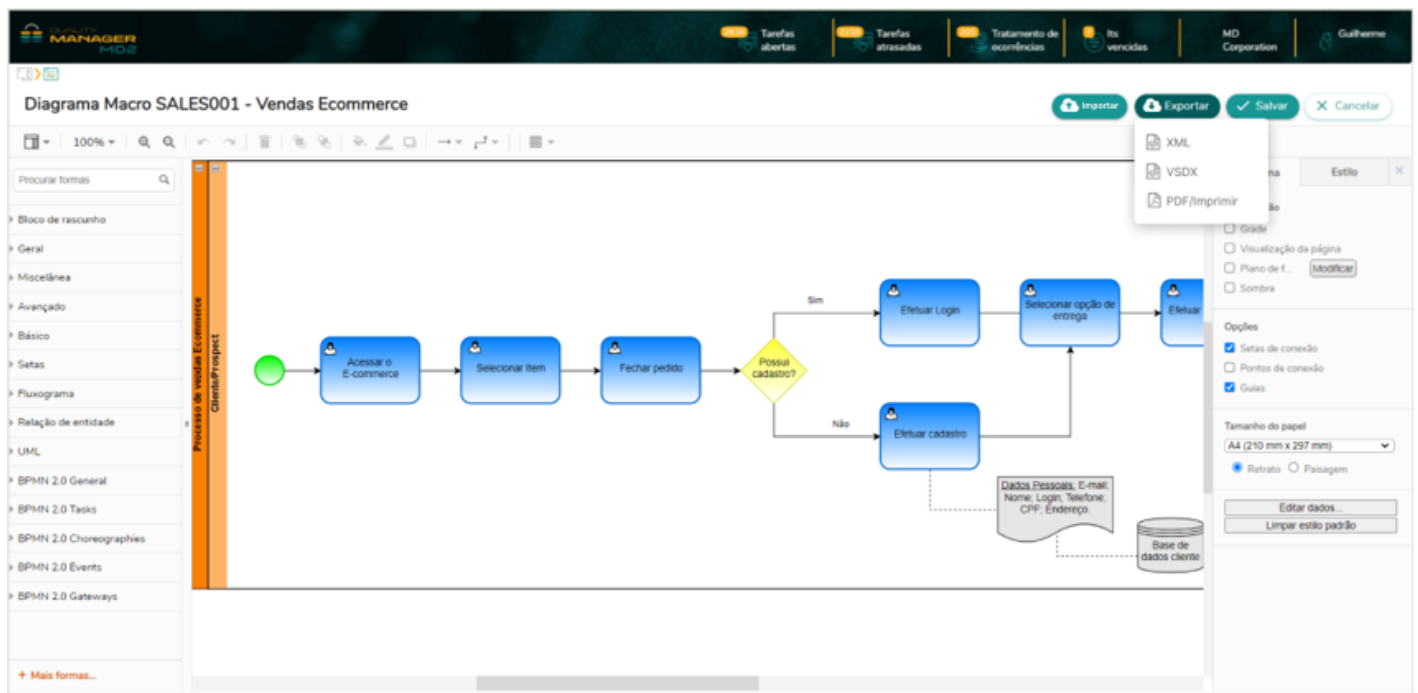 QUALITY
MANAGER
MD2
Tarefas
abertas
Tarefas
atrasadas
Tratamento de
ocorrências
Its
vencidas
MD
Corporation
Guilherme
Diagrama Macro SALES001 - Vendas Ecommerce
Importar
Exportar
Salvar
Cancelar
100%
XML
VSDX
PDF/Imprimir
Procurar formas
Estilo
Bloco de rascunho
Geral
Miscelânea
Avançado
Básico
Setas
Fluxograma
Relação de entidade
UML
BPMN 2.0 General
BPMN 2.0 Tasks
BPMN 2.0 Choreographies
BPMN 2.0 Events
BPMN 2.0 Gateways
+ Mais formas...
Processo de vendas Ecommerce
Cliente/Prospect
Acessar o
E-commerce
Selecionar Item
Fechar pedido
Possui
cadastro?
Sim
Efetuar Login
Selecionar opção de
entrega
Efetuar
Não
Efetuar cadastro
Dados Pessoais: E-mail;
Nome; Login; Telefone;
CPF; Endereço.
Base de
dados cliente
Grade
Visualização da página
Plano de f...
Modificar
Sombra
Opções
Setas de conexão
Pontos de conexão
Guias
Tamanho do papel
A4 (210 mm x 297 mm)
Retrato
Paisagem
Editar dados...
Limpar estilo padrão